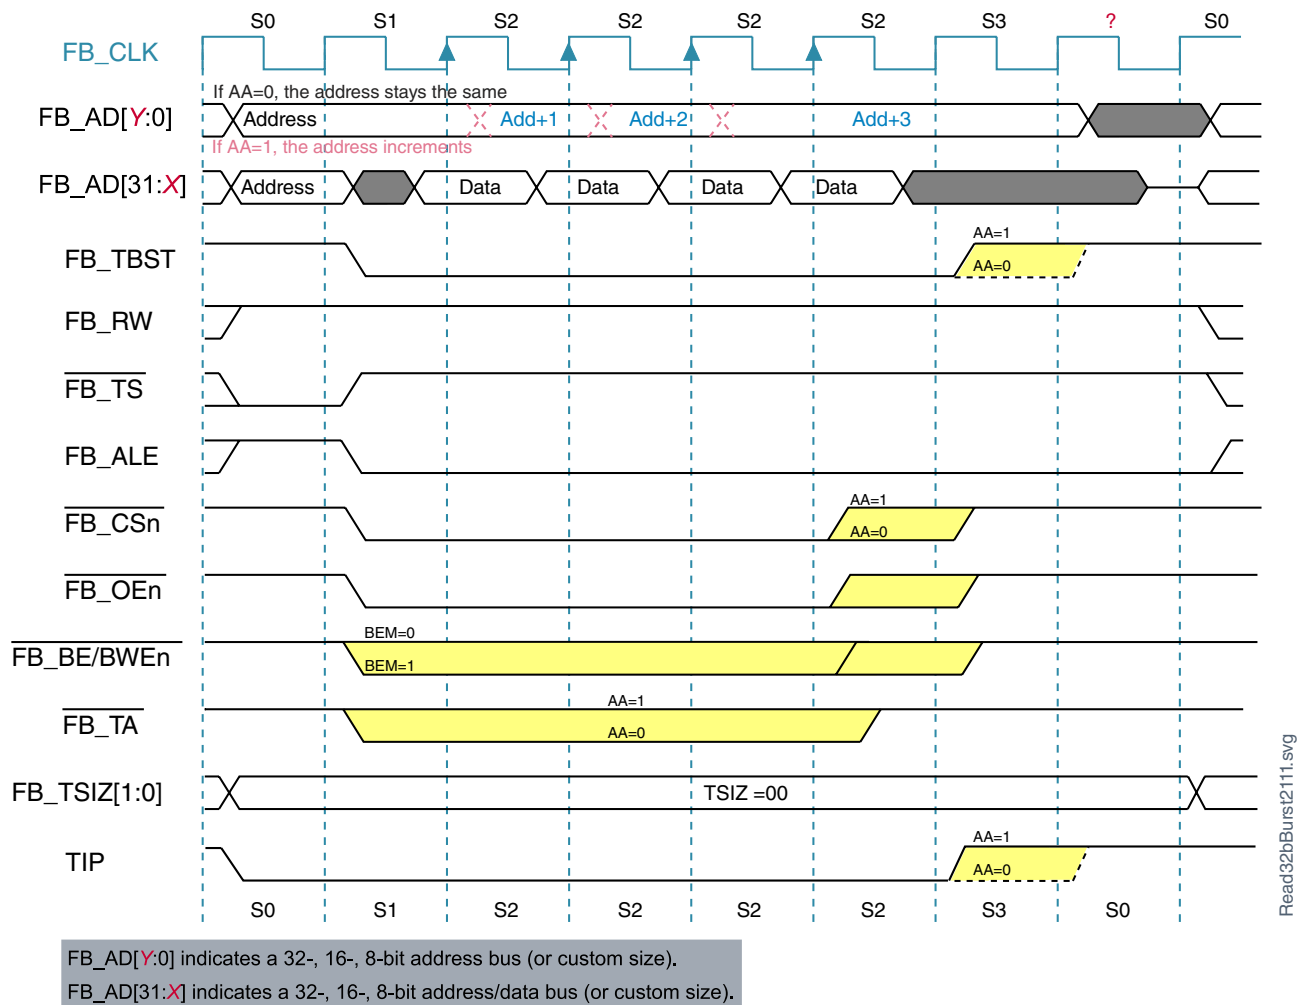 S0 S1 S2 S2 S2 S2 S3 ? S0
FB_CLK
If AA=0, the address stays the same
FB_AD[Y:0] Address Add+1 Add+2 Add+3
If AA=1, the address increments
FB_AD[31:X] Address Data Data Data Data
AA=1
FB_TBST
AA=0
FB_RW
FB_TS
FB_ALE
AA=1
FB_CSn
AA=0
FB_OEn
BEM=0
FB_BE/BWEn
BEM=1
AA=1
FB_TA
AA=0
FB_TSIZ[1:0] TSIZ =00
AA=1
TIP
AA=0
S0 S1 S2 S2 S2 S2 S3 S0
FB_AD[Y:0] indicates a 32-, 16-, 8-bit address bus (or custom size).
FB_AD[31:X] indicates a 32-, 16-, 8-bit address/data bus (or custom size).
Read32bBurst2111.svg